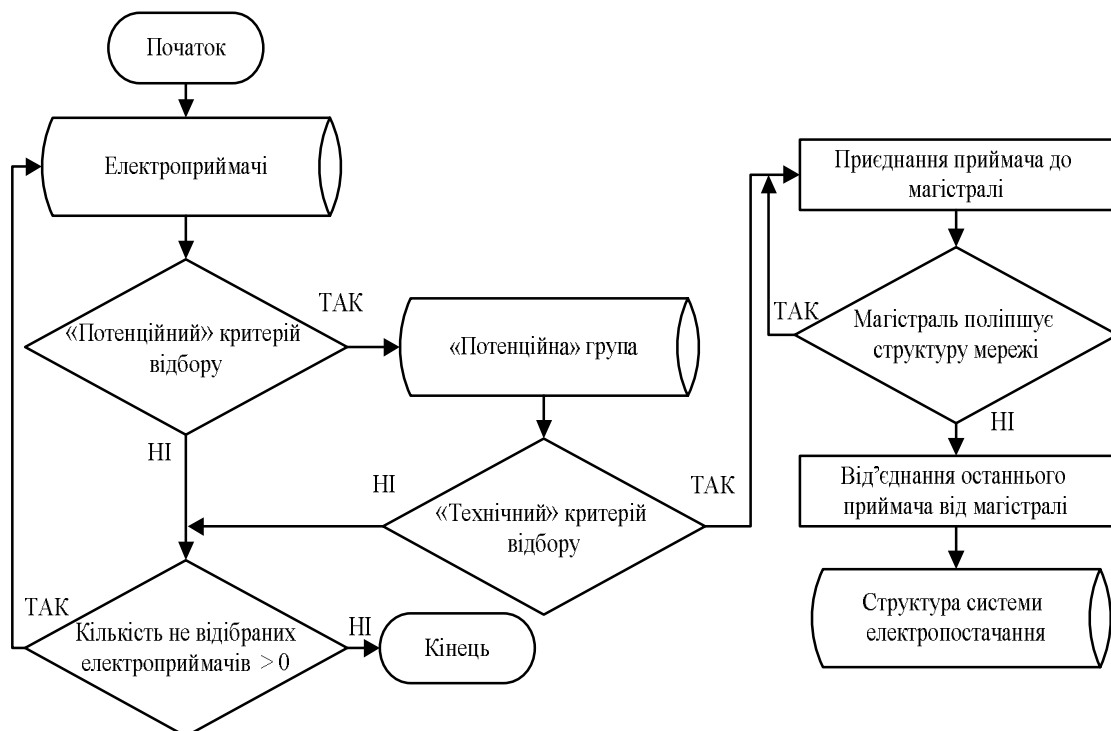 Початок
Електроприймачі
«Потенційний» критерій
відбору
ТАК
НІ
«Потенційна» група
«Технічний» критерій
відбору
НІ
ТАК
Кількість не відібраних
електроприймачів > 0
ТАК
НІ
Кінець
Приєднання приймача до
магістралі
Магістраль поліпшує
структуру мережі
ТАК
НІ
Від’єднання останнього
приймача від магістралі
Структура системи
електропостачання